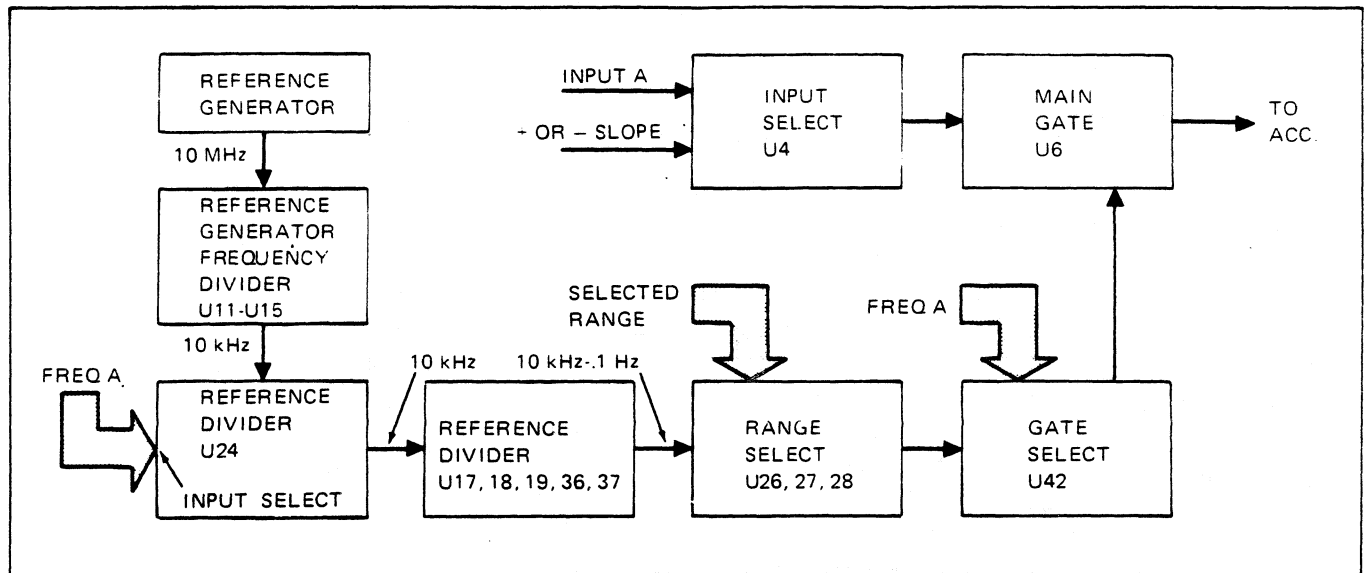 REFERENCE
GENERATOR
10 MHz
REFERENCE
GENERATOR
FREQUENCY
DIVIDER
U11-U15
10 kHz
FREQ A
REFERENCE
DIVIDER
U24
INPUT SELECT
10 kHz
REFERENCE
DIVIDER
U17, 18, 19, 36, 37
10 kHz-.1 Hz
SELECTED
RANGE
RANGE
SELECT
U26, 27, 28
FREQ A
GATE
SELECT
U42
INPUT A
+ OR − SLOPE
INPUT
SELECT
U4
MAIN
GATE
U6
TO
ACC.